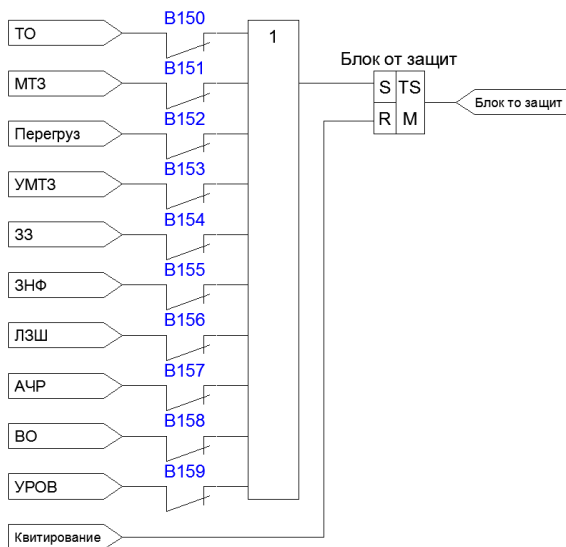 B150
ТО
1
B151
Блок от защит
МТЗ
S TS
B152
Блок то защит
Перегруз
R M
B153
УМТЗ
B154
ЗЗ
B155
ЗНФ
B156
ЛЗШ
B157
АЧР
B158
ВО
B159
УРОВ
Квитирование